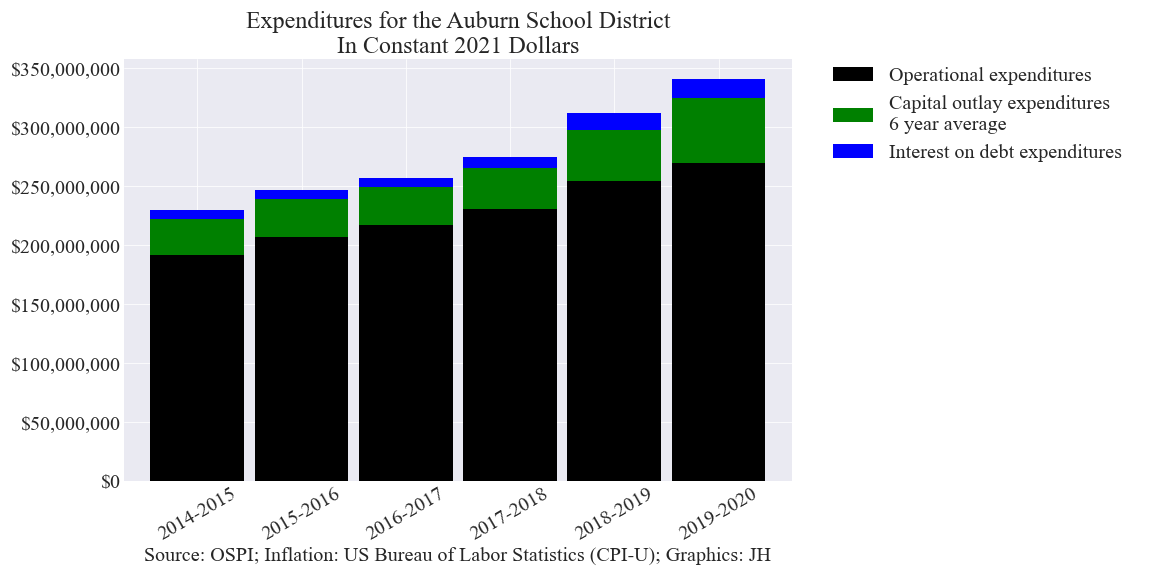 Expenditures for the Auburn School District
In Constant 2021 Dollars
$350,000,000
$300,000,000
$250,000,000
$200,000,000
$150,000,000
$100,000,000
$50,000,000
$0
2014-2015
2015-2016
2016-2017
2017-2018
2018-2019
2019-2020
Source: OSPI; Inflation: US Bureau of Labor Statistics (CPI-U); Graphics: JH
Operational expenditures
Capital outlay expenditures
6 year average
Interest on debt expenditures